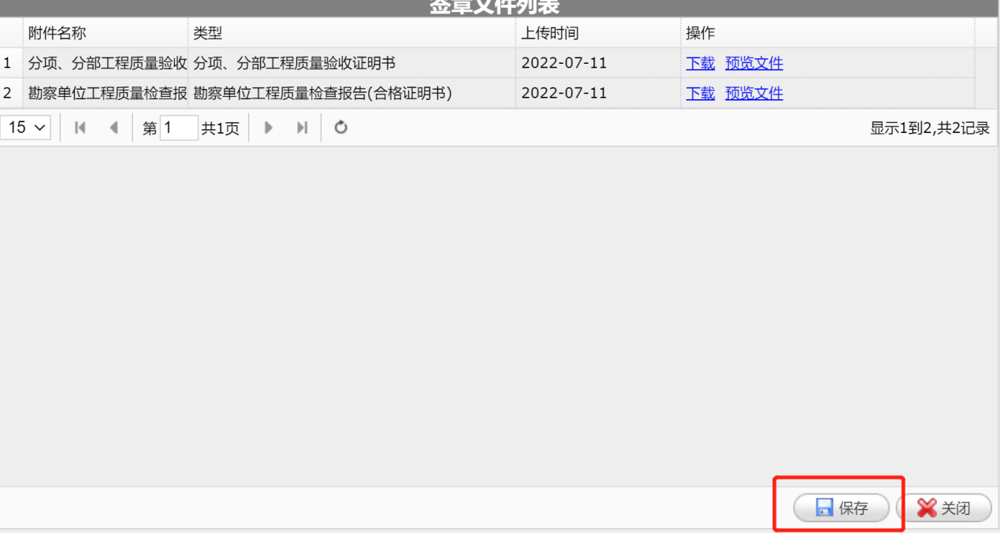 签章文件列表
附件名称 类型 上传时间 操作
1 分项、分部工程质量验收 分项、分部工程质量验收证明书 2022-07-11 下载 预览文件
2 勘察单位工程质量检查报 勘察单位工程质量检查报告(合格证明书) 2022-07-11 下载 预览文件
15 第 1 共1页 显示1到2,共2记录
保存 关闭